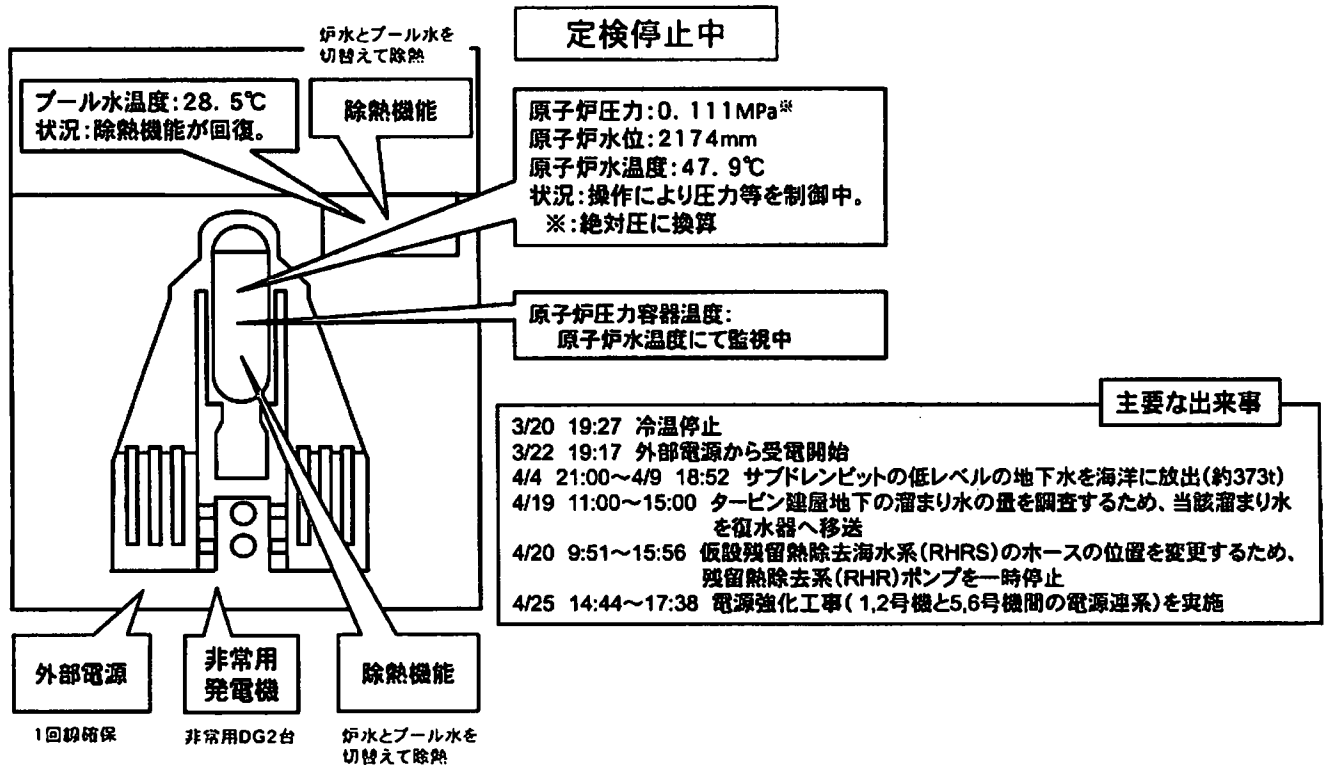 炉水とプール水を
切替えて除熱
定検停止中
プール水温度:28.5℃
状況:除熱機能が回復。
除熱機能
原子炉圧力:0.111MPa※
原子炉水位:2174mm
原子炉水温度:47.9℃
状況:操作により圧力等を制御中。
※:絶対圧に換算
原子炉圧力容器温度:
原子炉水温度にて監視中
主要な出来事
3/20 19:27 冷温停止
3/22 19:17 外部電源から受電開始
4/4 21:00～4/9 18:52 サブドレンピットの低レベルの地下水を海洋に放出(約373t)
4/19 11:00～15:00 タービン建屋地下の溜まり水の量を調査するため、当該溜まり水
を復水器へ移送
4/20 9:51～15:56 仮設残留熱除去海水系(RHRS)のホースの位置を変更するため、
残留熱除去系(RHR)ポンプを一時停止
4/25 14:44～17:38 電源強化工事(1,2号機と5,6号機間の電源連系)を実施
外部電源
非常用
発電機
除熱機能
1回線確保
非常用DG2台
炉水とプール水を
切替えて除熱